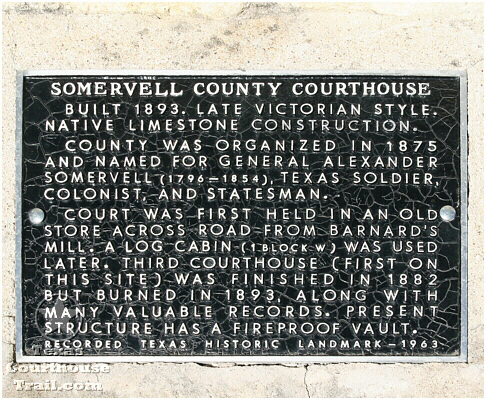 SOMERVELL COUNTY COURTHOUSE
BUILT 1893. LATE VICTORIAN STYLE.
NATIVE LIMESTONE CONSTRUCTION.
COUNTY WAS ORGANIZED IN 1875
AND NAMED FOR GENERAL ALEXANDER
SOMERVELL (1796-1854), TEXAS SOLDIER,
COLONIST, AND STATESMAN.
COURT WAS FIRST HELD IN AN OLD
STORE ACROSS ROAD FROM BARNARD'S
MILL. A LOG CABIN (1 BLOCK W) WAS USED
LATER. THIRD COURTHOUSE (FIRST ON
THIS SITE) WAS FINISHED IN 1882
BUT BURNED IN 1893, ALONG WITH
MANY VALUABLE RECORDS. PRESENT
STRUCTURE HAS A FIREPROOF VAULT.
RECORDED TEXAS HISTORIC LANDMARK-1963
Texas
Courthouse
Trail.com